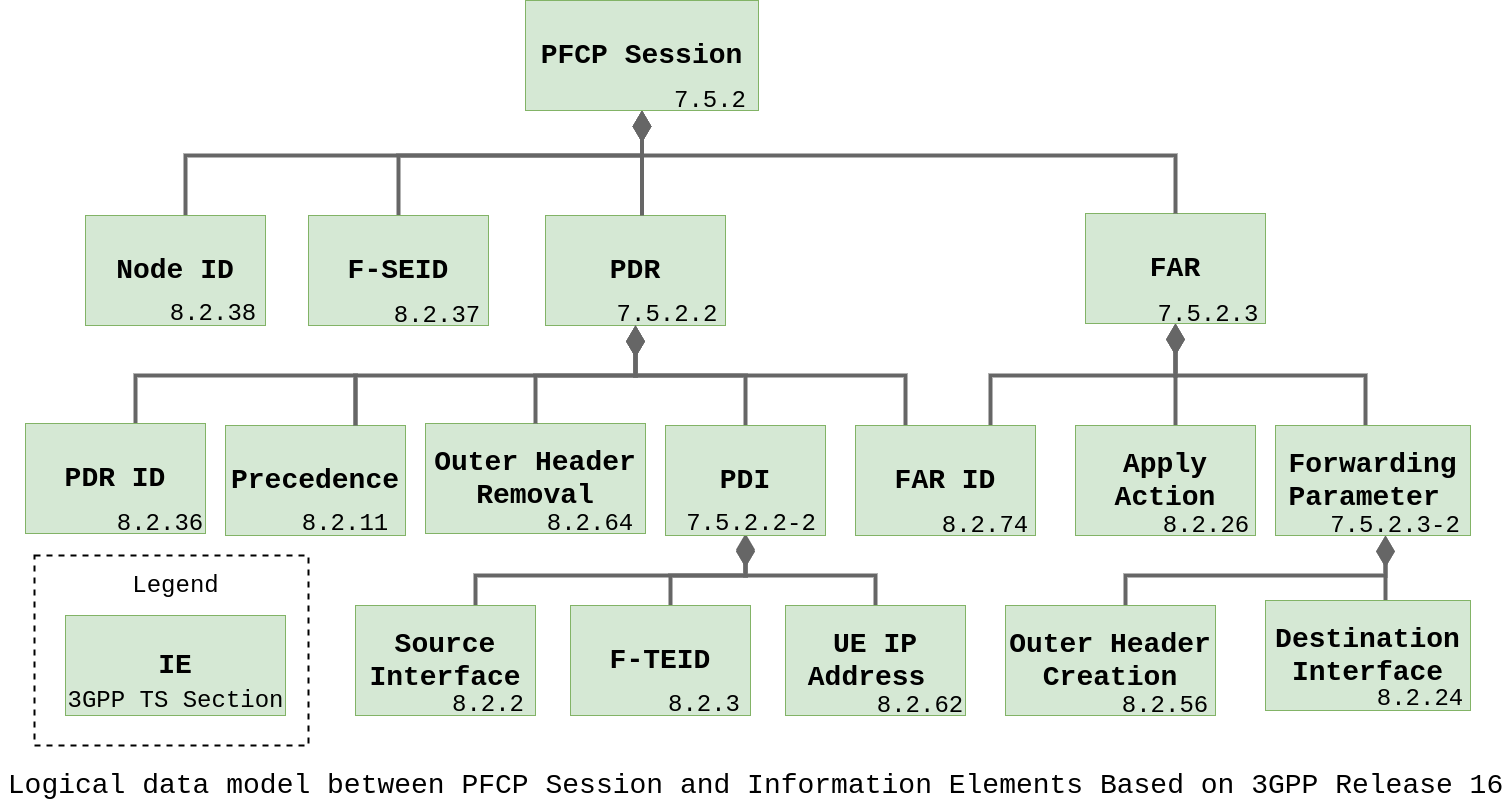 PFCP Session
7.5.2
Node ID
8.2.38
F-SEID
8.2.37
PDR
7.5.2.2
FAR
7.5.2.3
PDR ID
8.2.36
Precedence
8.2.11
Outer Header
Removal
8.2.64
PDI
7.5.2.2-2
FAR ID
8.2.74
Apply
Action
8.2.26
Forwarding
Parameter
7.5.2.3-2
Legend
IE
3GPP TS Section
Source
Interface
8.2.2
F-TEID
8.2.3
UE IP
Address
8.2.62
Outer Header
Creation
8.2.56
Destination
Interface
8.2.24
Logical data model between PFCP Session and Information Elements Based on 3GPP Release 16